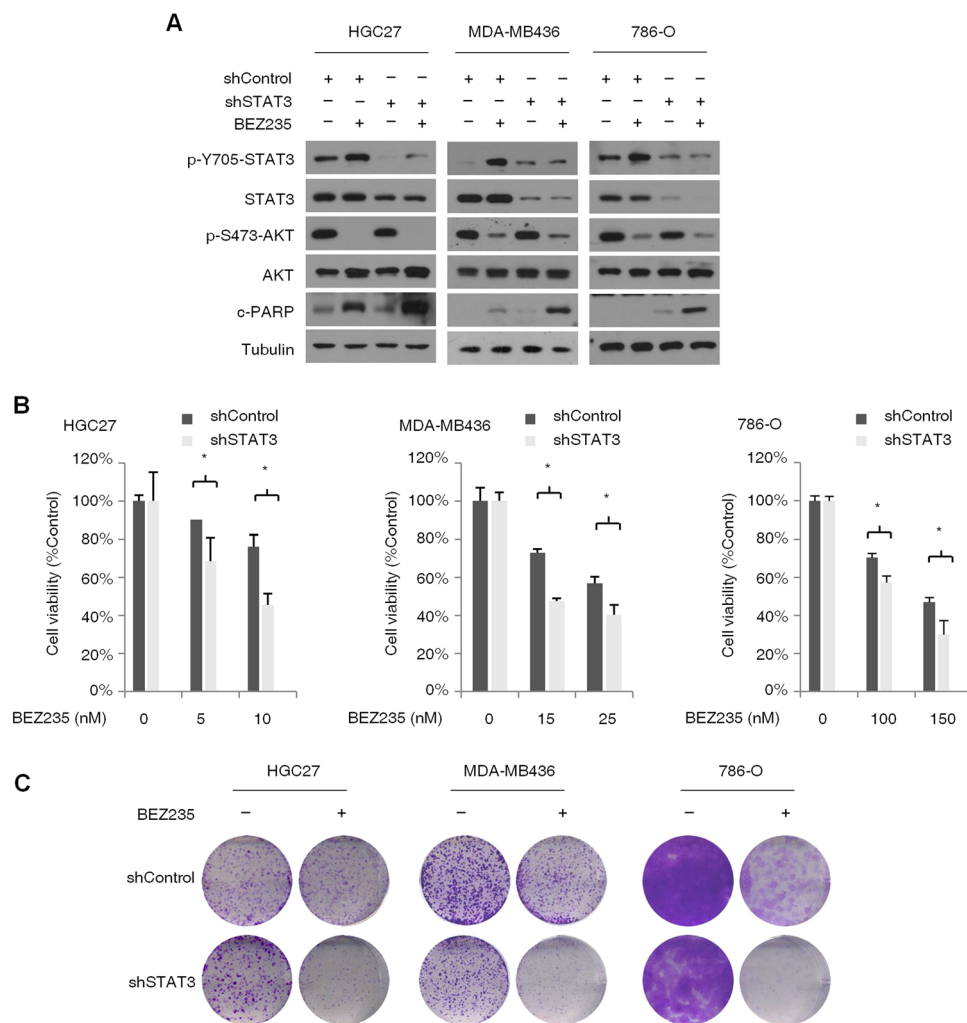 A
HGC27 MDA-MB436 786-O
shControl + + – – + + – – + + – –
shSTAT3 – – + + – – + + – – + +
BEZ235 – + – + – + – + – + – +
p-Y705-STAT3
STAT3
p-S473-AKT
AKT
c-PARP
Tubulin
B
HGC27
shControl
shSTAT3
Cell viability (%Control)
120%
100%
80%
60%
40%
20%
0%
* *
BEZ235 (nM) 0 5 10
MDA-MB436
shControl
shSTAT3
Cell viability (%Control)
120%
100%
80%
60%
40%
20%
0%
* *
BEZ235 (nM) 0 15 25
786-O
shControl
shSTAT3
Cell viability (%Control)
120%
100%
80%
60%
40%
20%
0%
* *
BEZ235 (nM) 0 100 150
C
HGC27 MDA-MB436 786-O
BEZ235 – + – + – +
shControl
shSTAT3